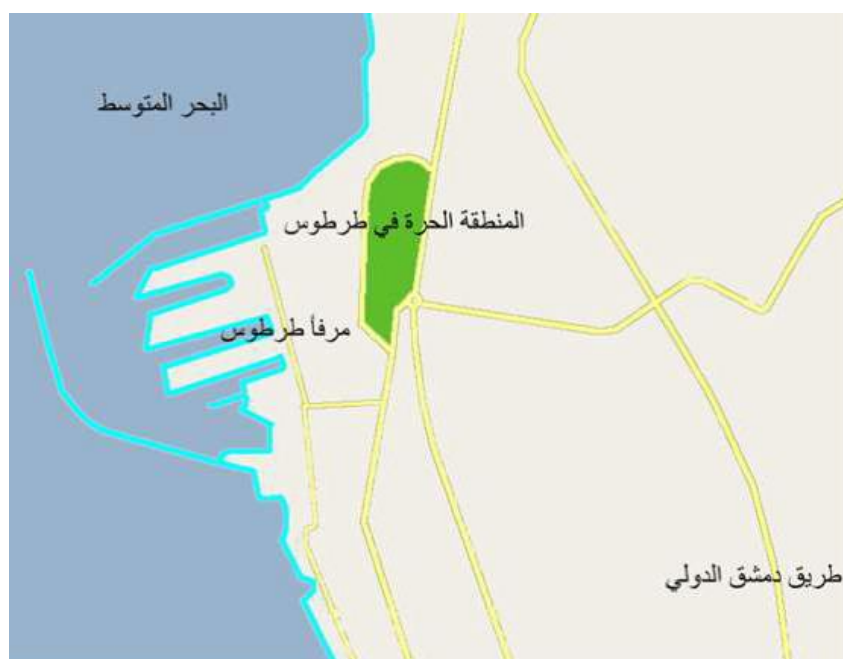 البحر المتوسط
المنطقة الحرة في طرطوس
مرفأ طرطوس
طريق دمشق الدولي